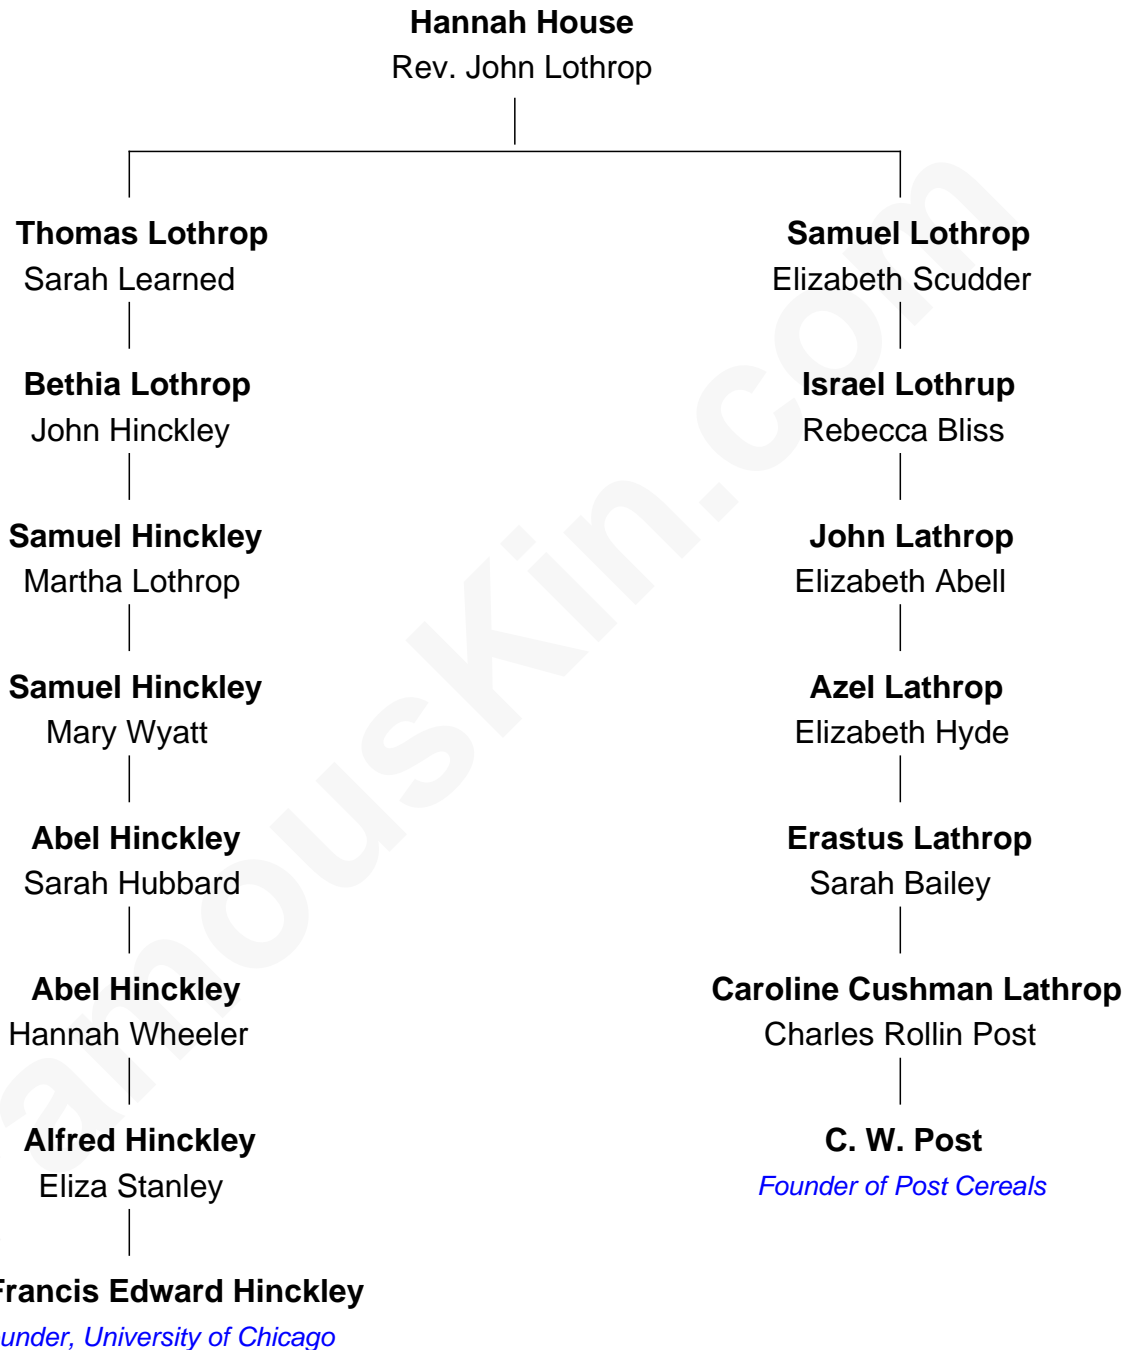 Hannah House
Rev. John Lothrop
Thomas Lothrop
Sarah Learned
Samuel Lothrop
Elizabeth Scudder
Bethia Lothrop
John Hinckley
Israel Lothrup
Rebecca Bliss
Samuel Hinckley
Martha Lothrop
John Lathrop
Elizabeth Abell
Samuel Hinckley
Mary Wyatt
Azel Lathrop
Elizabeth Hyde
Abel Hinckley
Sarah Hubbard
Erastus Lathrop
Sarah Bailey
Abel Hinckley
Hannah Wheeler
Caroline Cushman Lathrop
Charles Rollin Post
Alfred Hinckley
Eliza Stanley
C. W. Post
Founder of Post Cereals
Francis Edward Hinckley
ounder, University of Chicago
amouskin.com